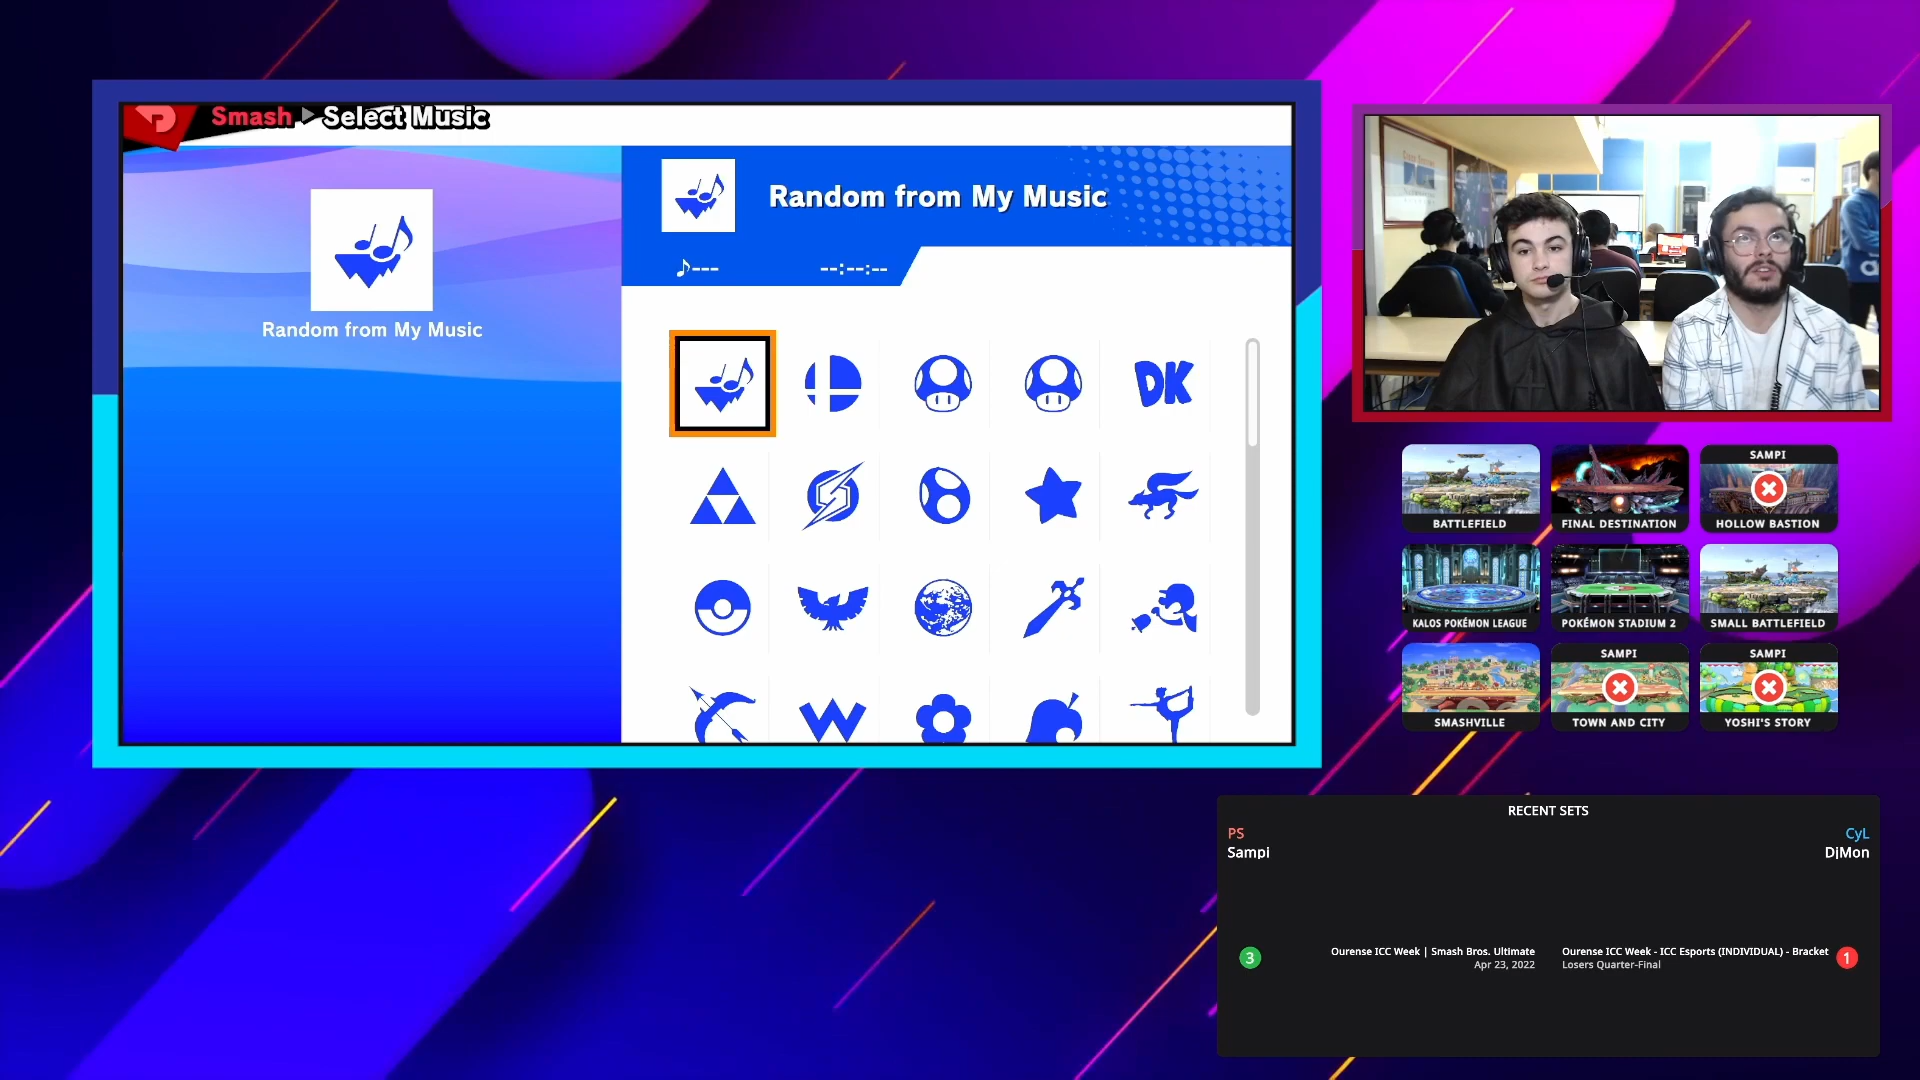 Smash ▶ Select Music
Random from My Music
Random from My Music
♪--- --:--:--
DK
BATTLEFIELD
FINAL DESTINATION
SAMPI
HOLLOW BASTION
KALOS POKÉMON LEAGUE
POKÉMON STADIUM 2
SMALL BATTLEFIELD
SMASHVILLE
SAMPI
TOWN AND CITY
SAMPI
YOSHI'S STORY
RECENT SETS
PS
Sampi
CyL
DjMon
3
Ourense ICC Week | Smash Bros. Ultimate
Apr 23, 2022
Ourense ICC Week - ICC Esports (INDIVIDUAL) - Bracket
Losers Quarter-Final
1